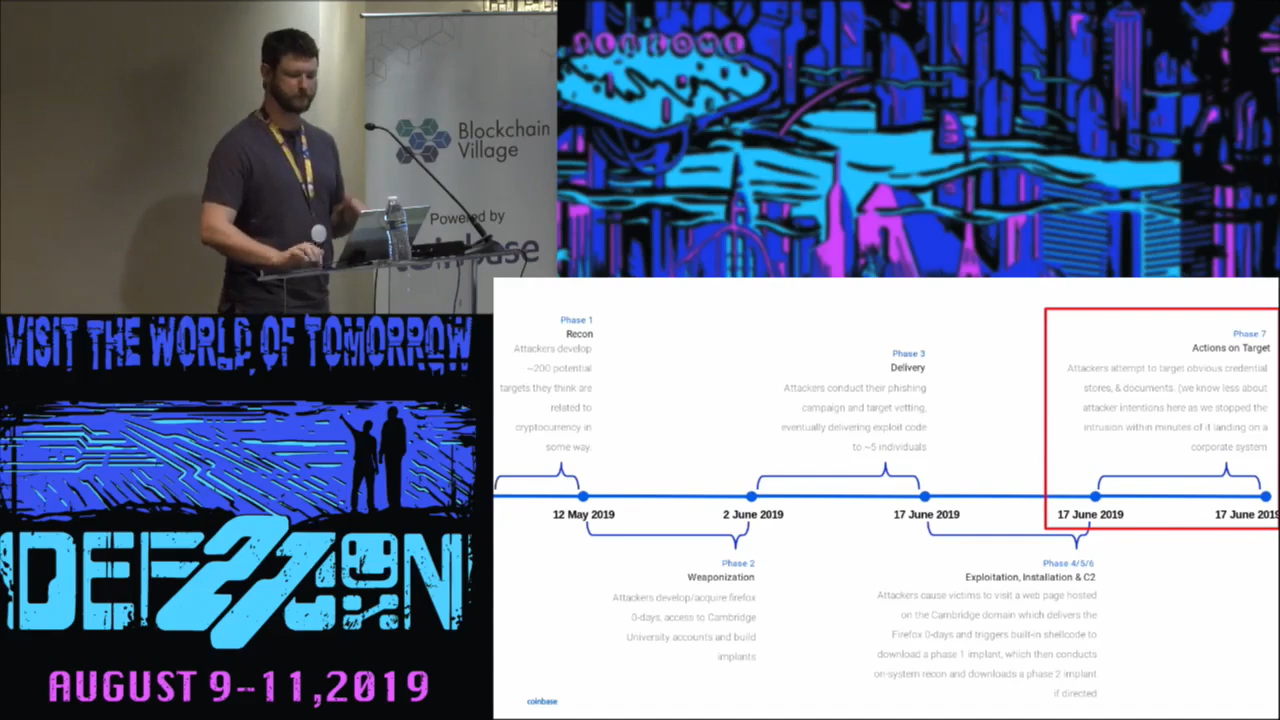 WELCOME
Blockchain
Village
Powered by
coinbase
VISIT THE WORLD OF TOMORROW
DEF CON
27
AUGUST 9-11,2019
Phase 1
Recon
Attackers develop
~200 potential
targets they think are
related to
cryptocurrency in
some way.
12 May 2019
Phase 2
Weaponization
Attackers develop/acquire firefox
0-days, access to Cambridge
University accounts and build
implants
2 June 2019
Phase 3
Delivery
Attackers conduct their phishing
campaign and target vetting,
eventually delivering exploit code
to ~5 individuals
17 June 2019
Phase 4/5/6
Exploitation, Installation & C2
Attackers cause victims to visit a web page hosted
on the Cambridge domain which delivers the
Firefox 0-days and triggers built-in shellcode to
download a phase 1 implant, which then conducts
on-system recon and downloads a phase 2 implant
if directed
17 June 2019
Phase 7
Actions on Target
Attackers attempt to target obvious credential
stores, & documents. (we know less about
attacker intentions here as we stopped the
intrusion within minutes of it landing on a
corporate system
17 June 2019
coinbase